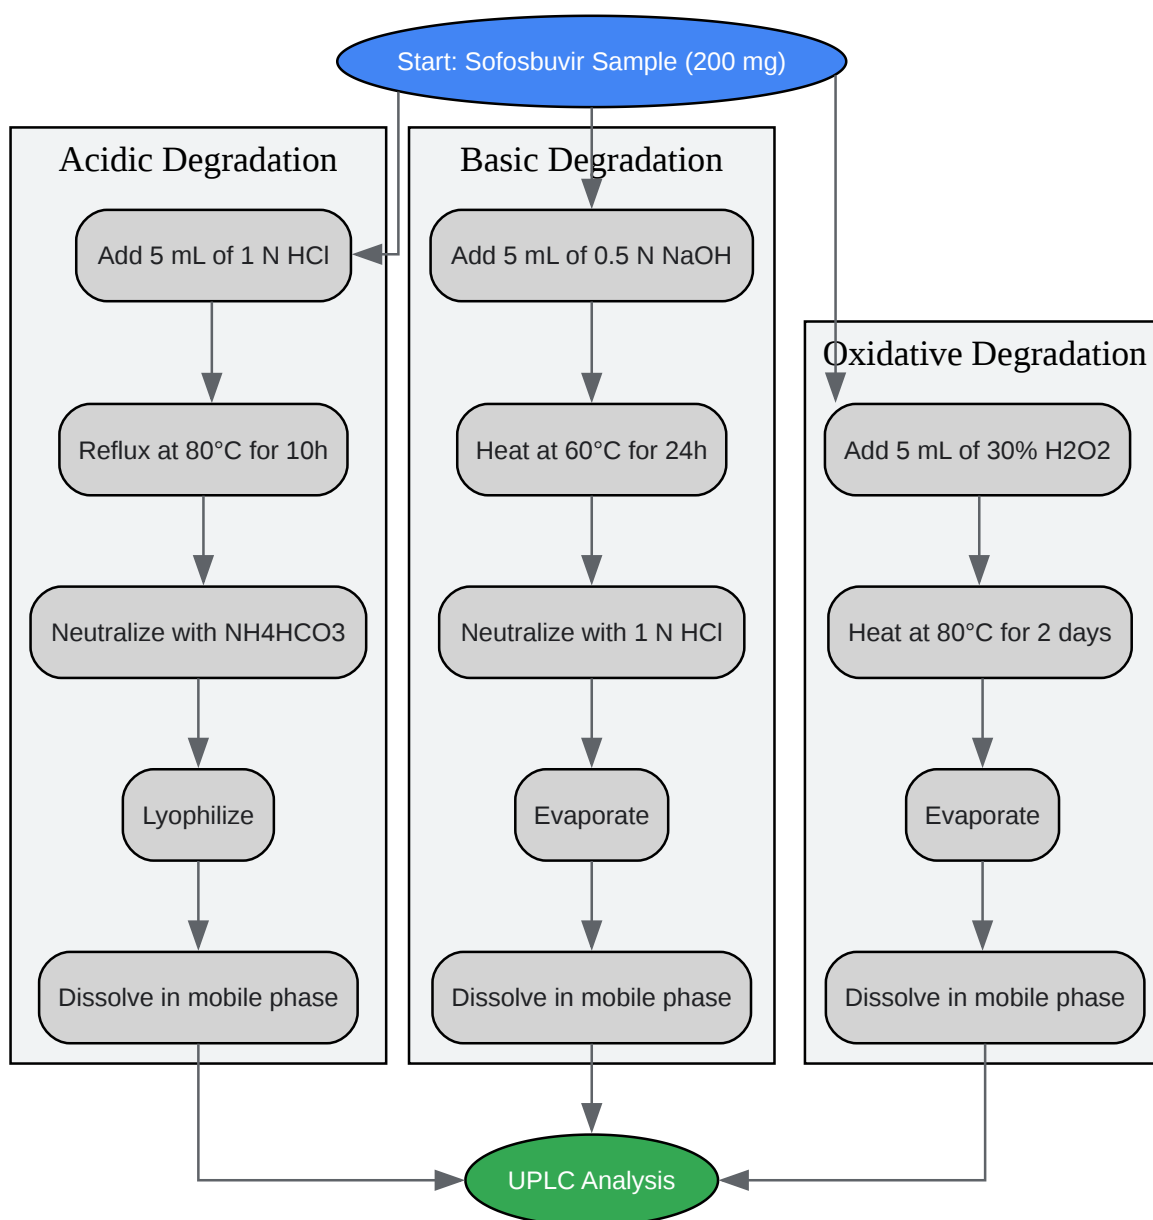 Start: Sofosbuvir Sample (200 mg)
Acidic Degradation
Add 5 mL of 1 N HCl
Reflux at 80°C for 10h
Neutralize with NH4HCO3
Lyophilize
Dissolve in mobile phase
Basic Degradation
Add 5 mL of 0.5 N NaOH
Heat at 60°C for 24h
Neutralize with 1 N HCl
Evaporate
Dissolve in mobile phase
Oxidative Degradation
Add 5 mL of 30% H2O2
Heat at 80°C for 2 days
Evaporate
Dissolve in mobile phase
UPLC Analysis